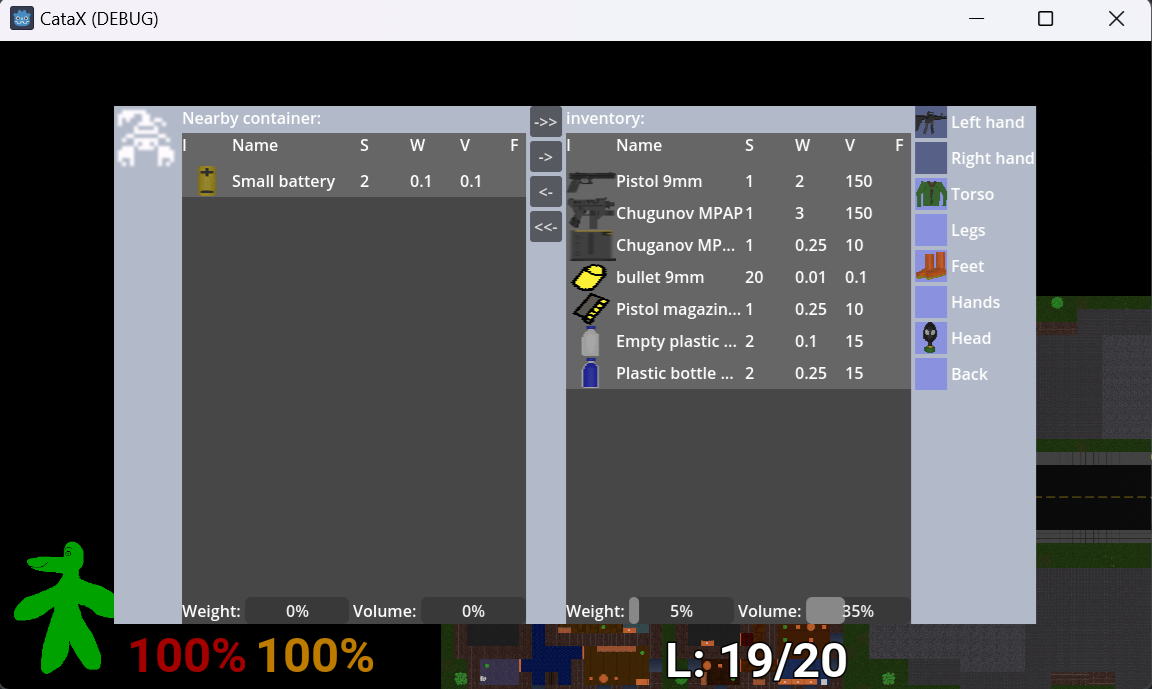 CataX (DEBUG)
Nearby container:
I Name S W V F
Small battery 2 0.1 0.1
->>
->
<-
<<-
inventory:
I Name S W V F
Pistol 9mm 1 2 150
Chugunov MPAP 1 3 150
Chuganov MP... 1 0.25 10
bullet 9mm 20 0.01 0.1
Pistol magazin... 1 0.25 10
Empty plastic ... 2 0.1 15
Plastic bottle ... 2 0.25 15
Left hand
Right hand
Torso
Legs
Feet
Hands
Head
Back
Weight: 0% Volume: 0%
Weight: 5% Volume: 35%
100% 100%
L: 19/20